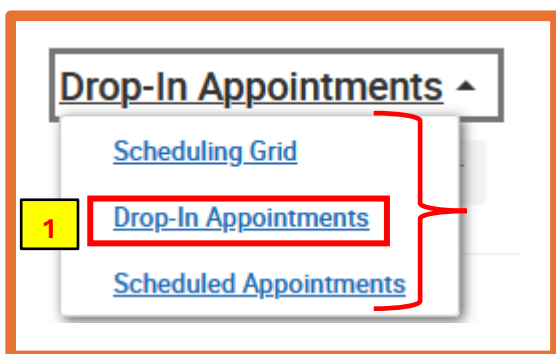 Drop-In Appointments
Scheduling Grid
1
Drop-In Appointments
Scheduled Appointments